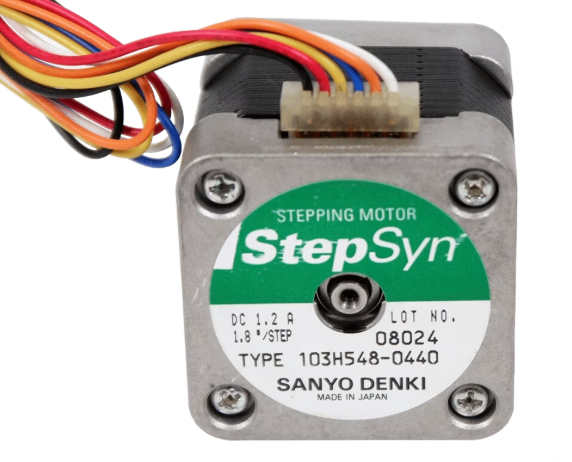 STEPPING MOTOR
StepSyn
DC 1.2 A LOT NO.
1.8 °/STEP 08024
TYPE 103H548-0440
SANYO DENKI
MADE IN JAPAN